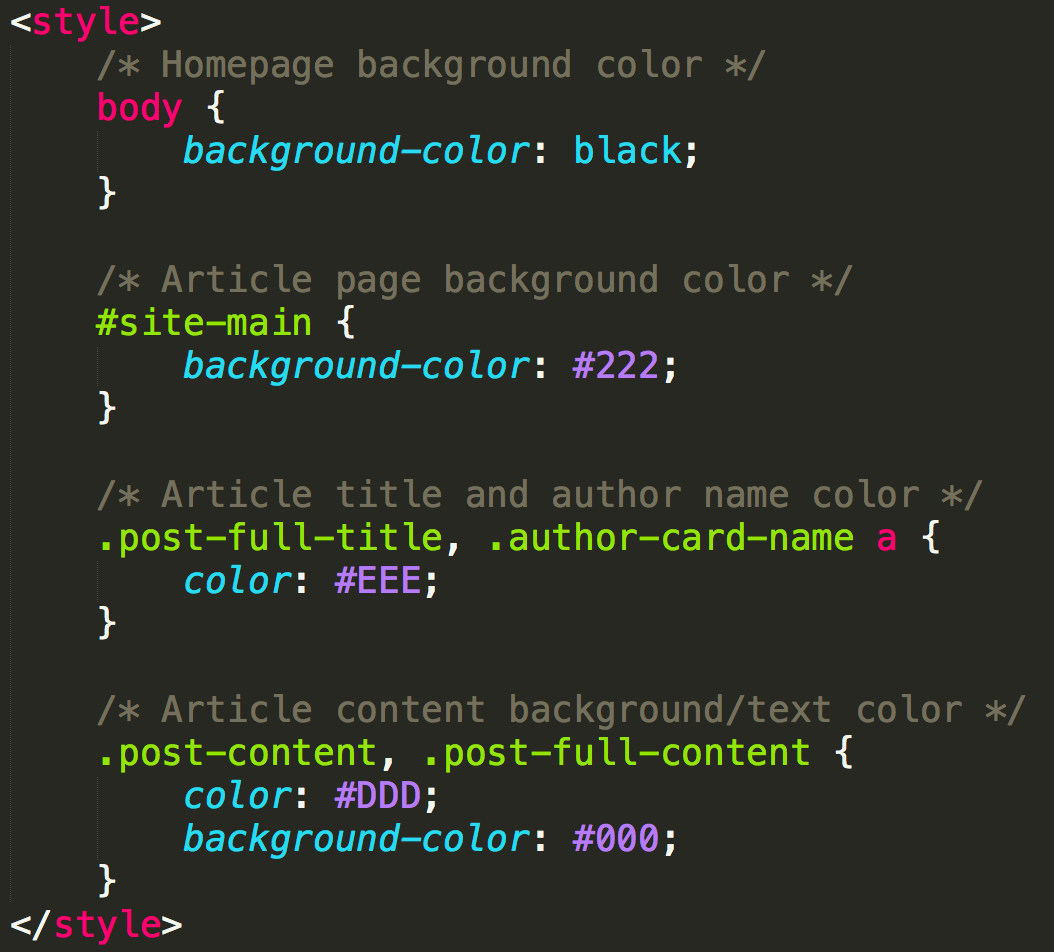 <style>
    /* Homepage background color */
    body {
        background-color: black;
    }

    /* Article page background color */
    #site-main {
        background-color: #222;
    }

    /* Article title and author name color */
    .post-full-title, .author-card-name a {
        color: #EEE;
    }

    /* Article content background/text color */
    .post-content, .post-full-content {
        color: #DDD;
        background-color: #000;
    }
</style>